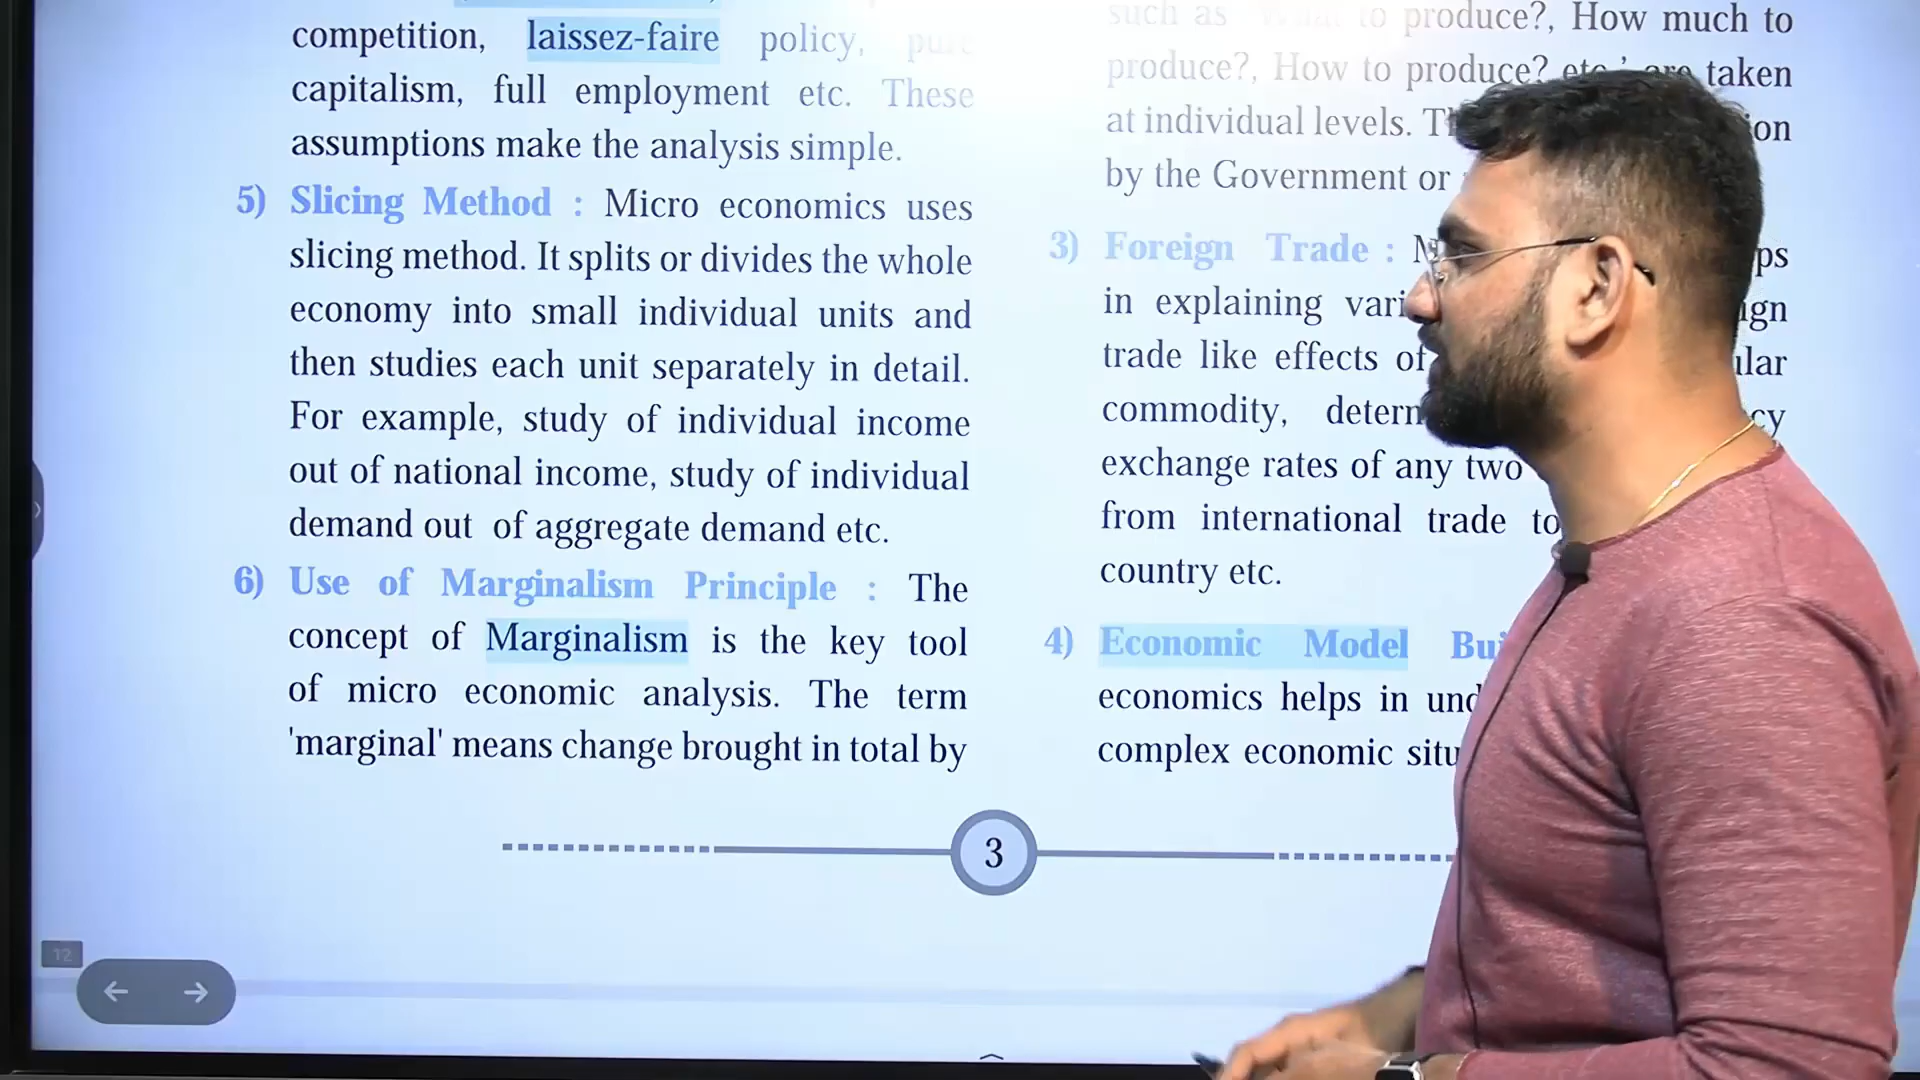 competition, laissez-faire policy, pure
capitalism, full employment etc. These
assumptions make the analysis simple.
5) Slicing Method : Micro economics uses
slicing method. It splits or divides the whole
economy into small individual units and
then studies each unit separately in detail.
For example, study of individual income
out of national income, study of individual
demand out of aggregate demand etc.
6) Use of Marginalism Principle : The
concept of Marginalism is the key tool
of micro economic analysis. The term
'marginal' means change brought in total by
such as 'What to produce?, How much to
produce?, How to produce? etc.' are taken
at individual levels.
by the Government or
3) Foreign Trade :
in explaining
trade like effects of
commodity,
exchange rates of any two
from international trade to
country etc.
4) Economic Model
economics helps in
complex economic
3
12